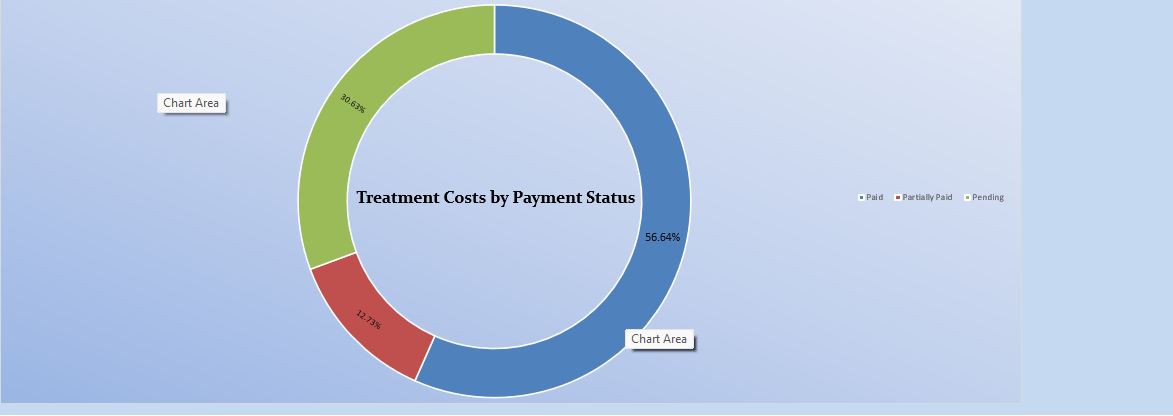 30.63%
Chart Area
Treatment Costs by Payment Status
Paid Partially Paid Pending
56.64%
12.73%
Chart Area